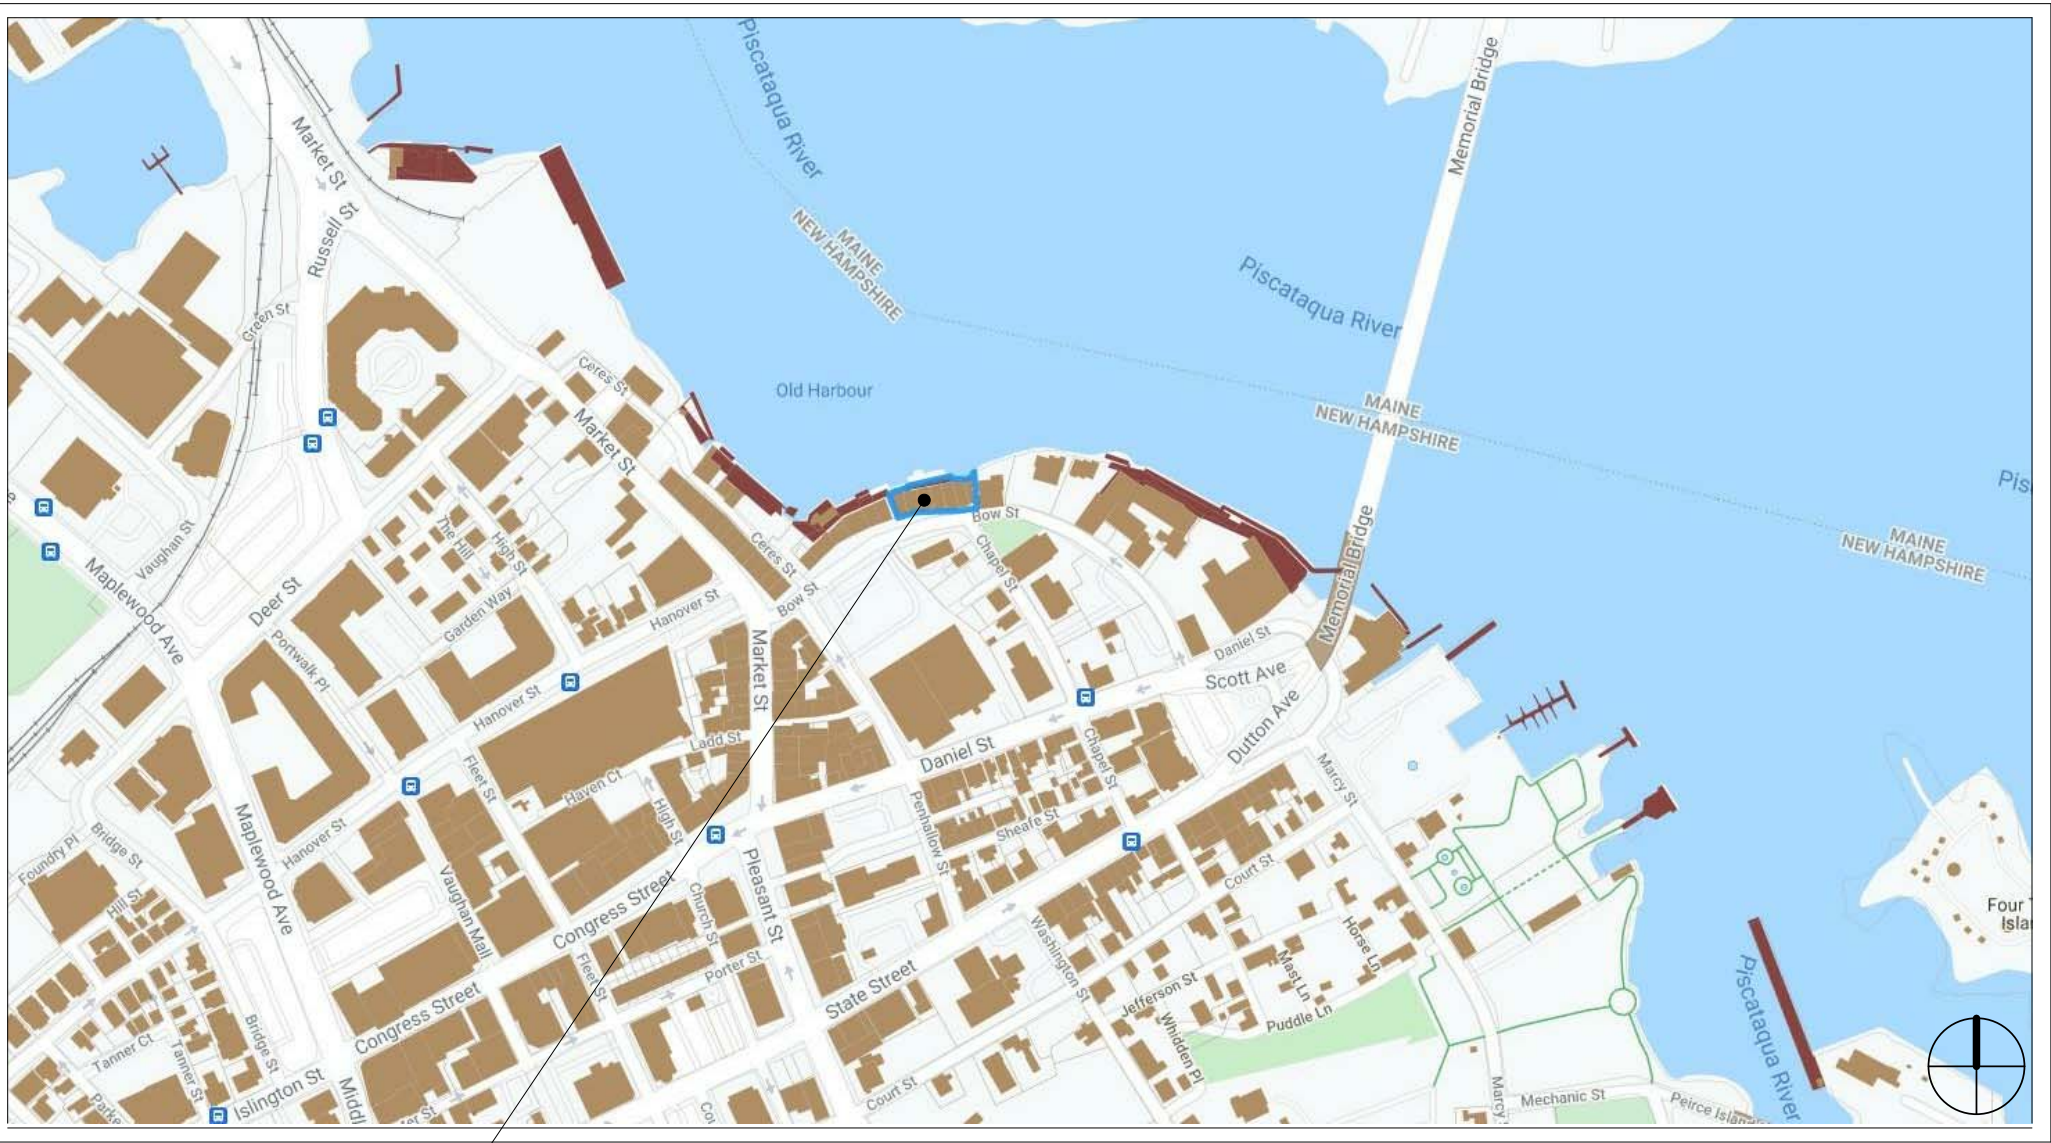 Piscataqua River
Memorial Bridge
Market St
Russell St
MAINE
NEW HAMPSHIRE
Piscataqua River
Green St
Ceres St
Old Harbour
Market St
MAINE
NEW HAMPSHIRE
MAINE
NEW HAMPSHIRE
Bow St
Vaughan St
The Hill
High St
Ceres St
Chapel St
Memorial Bridge
Maplewood Ave
Deer St
Garden Way
Hanover St
Bow St
Portwalk Pl
Market St
Daniel St
Scott Ave
Hanover St
Dutton Ave
Ladd St
Daniel St
Chapel St
Fleet St
Haven Ct
High St
Marcy St
Penhallow St
Sheafe St
Foundry Pl
Bridge St
Maplewood Ave
Hanover St
Vaughan Mall
Pleasant St
Court St
Hill St
Congress Street
Church St
Washington St
Horse Ln
Four
Porter St
Fleet St
State Street
Mast Ln
Jefferson St
Puddle Ln
Whidden Pl
Piscataqua River
Congress Street
Bridge St
Tanner Ct
Tanner St
Islington St
Court St
Marcy
Mechanic St